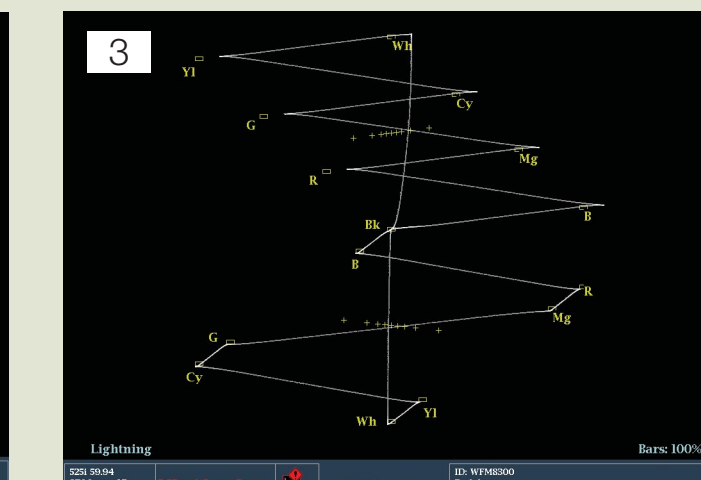 3
Wh
Yl
Cy
G
Mg
R
B
Bk
B
R
Mg
G
Cy
Yl
Wh
Lightning
Bars: 100%
525i 59.94
ID: WFM8300